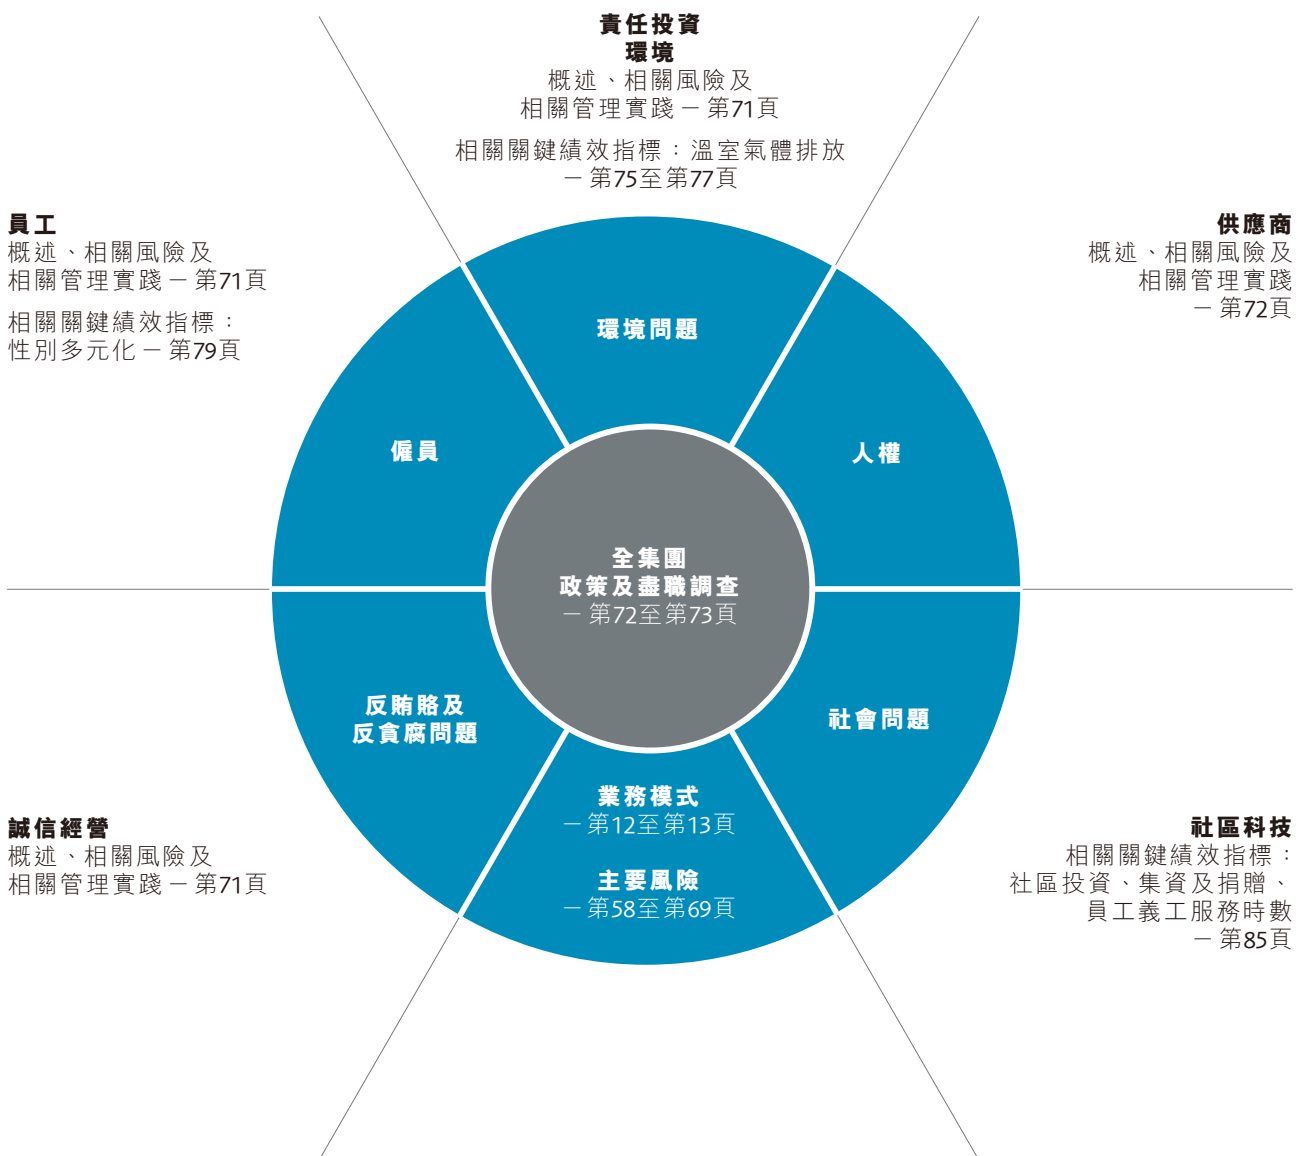 責任投資
環境
概述、相關風險及
相關管理實踐 — 第71頁
相關關鍵績效指標：溫室氣體排放
— 第75至第77頁
員工
概述、相關風險及
相關管理實踐 — 第71頁
相關關鍵績效指標：
性別多元化 — 第79頁
供應商
概述、相關風險及
相關管理實踐
— 第72頁
環境問題
僱員
人權
全集團
政策及盡職調查
— 第72至第73頁
反賄賂及
反貪腐問題
社會問題
業務模式
— 第12至第13頁
主要風險
— 第58至第69頁
誠信經營
概述、相關風險及
相關管理實踐 — 第71頁
社區科技
相關關鍵績效指標：
社區投資、集資及捐贈、
員工義工服務時數
— 第85頁